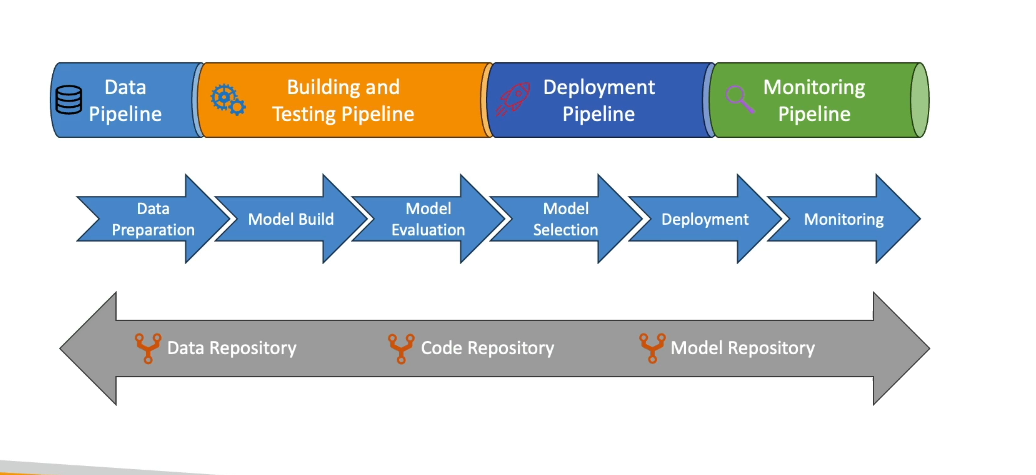 Data
Pipeline
Building and
Testing Pipeline
Deployment
Pipeline
Monitoring
Pipeline
Data
Preparation
Model Build
Model
Evaluation
Model
Selection
Deployment
Monitoring
Data Repository
Code Repository
Model Repository